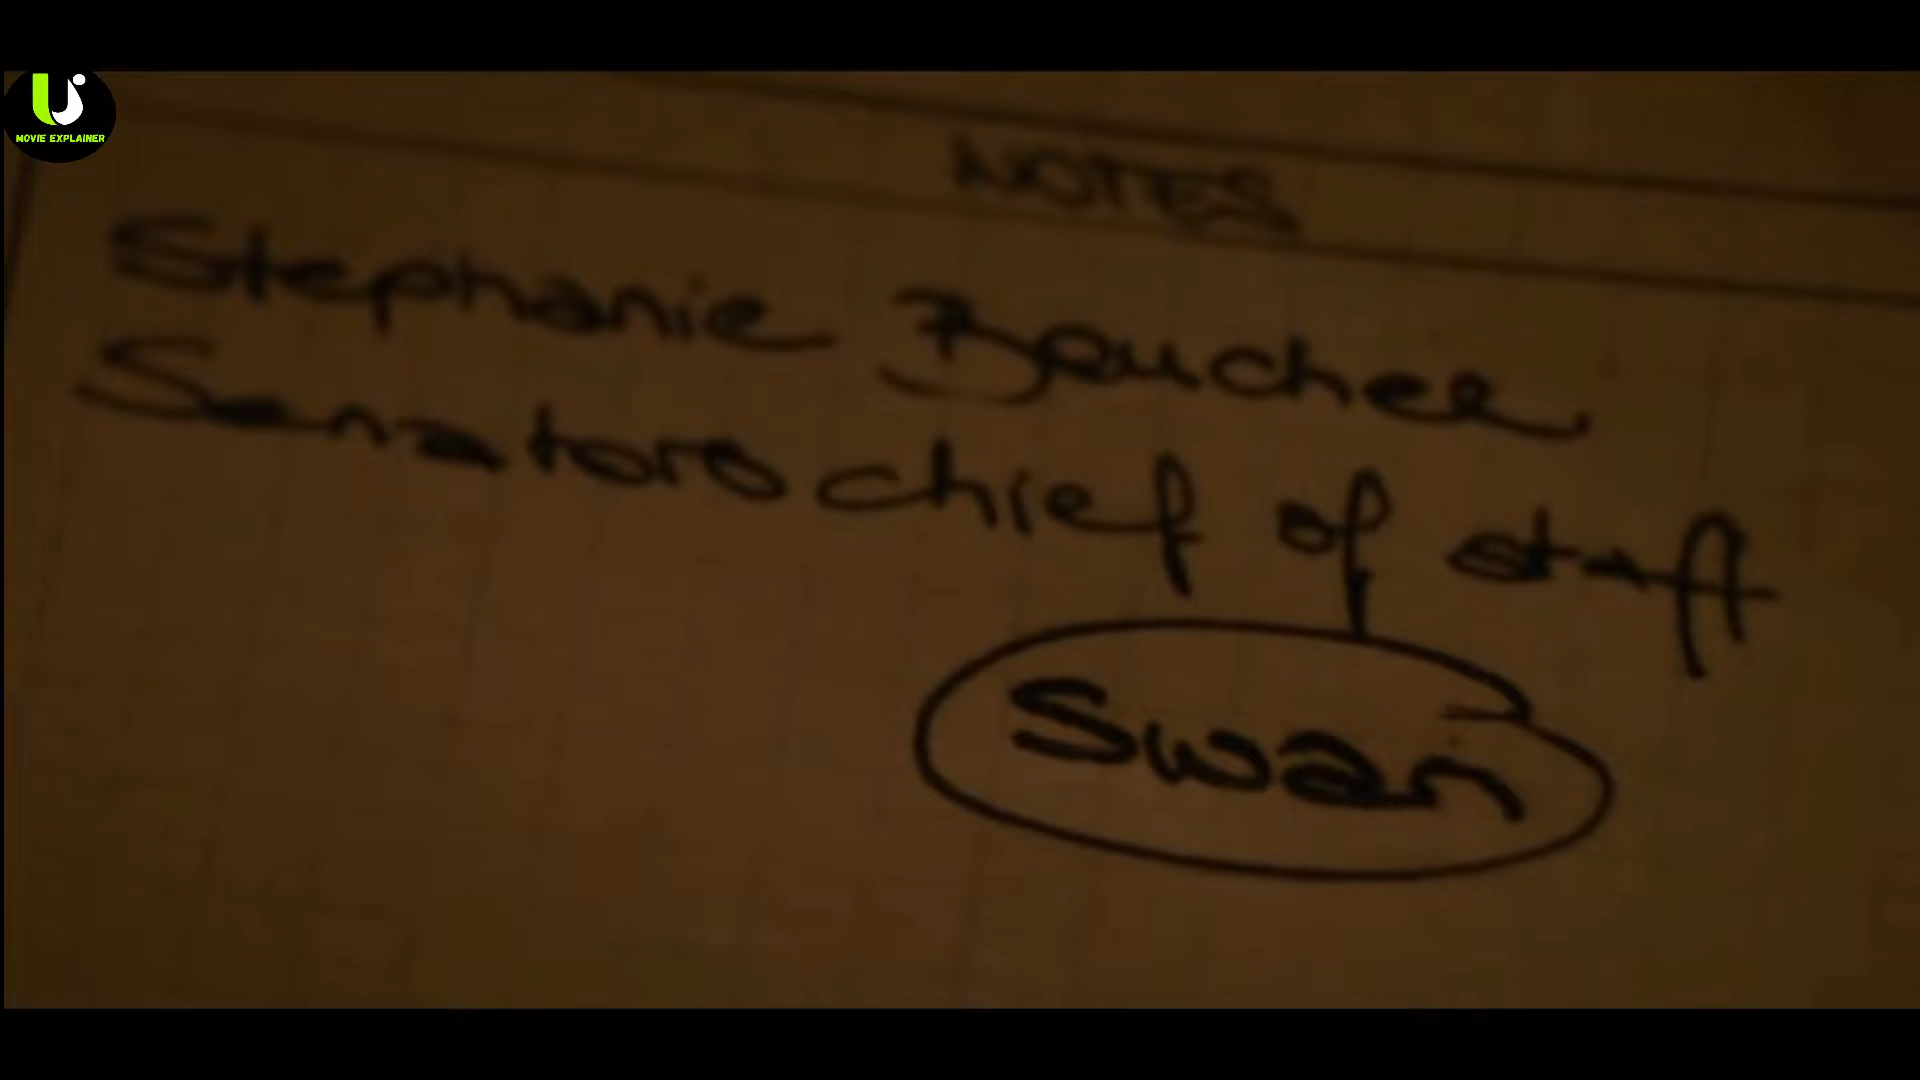 MOVIE EXPLAINER
NOTES
Stephanie Boucher
Senators chief of staff
Swan